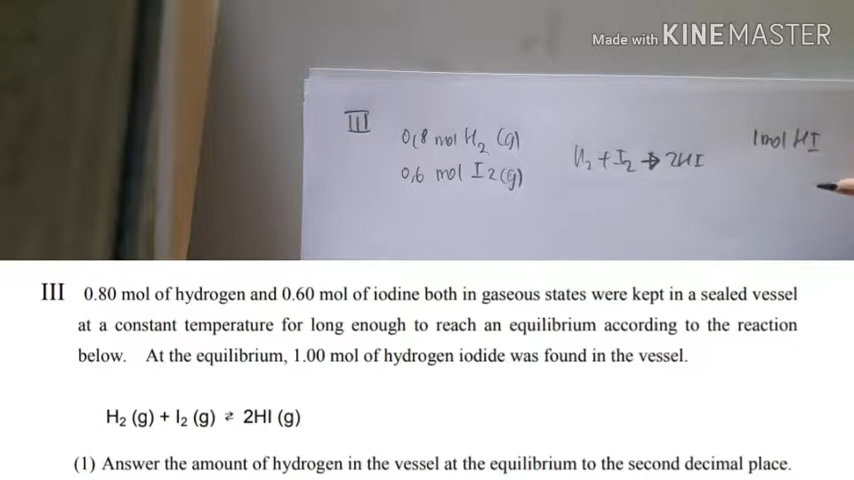 Made with KINEMASTER
III
0,8 mol H₂ (g)
0,6 mol I2(g)
H₂ + I₂ → 2HI
1mol HI
III 0.80 mol of hydrogen and 0.60 mol of iodine both in gaseous states were kept in a sealed vessel
at a constant temperature for long enough to reach an equilibrium according to the reaction
below. At the equilibrium, 1.00 mol of hydrogen iodide was found in the vessel.
H₂ (g) + I₂ (g) ⇄ 2HI (g)
(1) Answer the amount of hydrogen in the vessel at the equilibrium to the second decimal place.